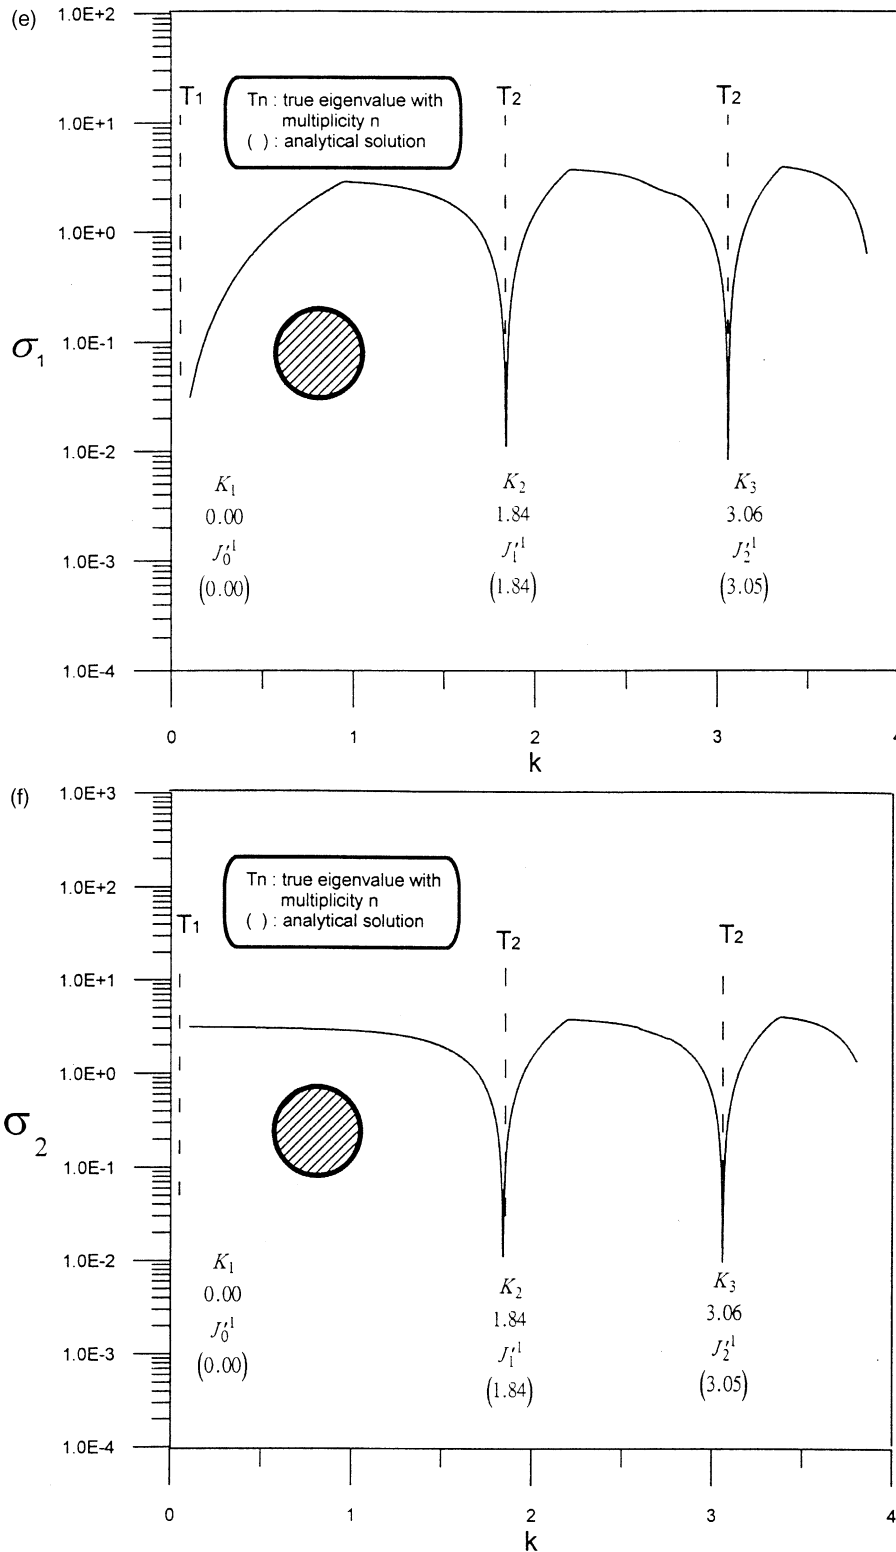 (e)
1.0E+2
1.0E+1
1.0E+0
1.0E-1
1.0E-2
1.0E-3
1.0E-4
σ₁
T1
Tn : true eigenvalue with
multiplicity n
( ) : analytical solution
T2
T2
K₁
0.00
J₀′¹
(0.00)
K₂
1.84
J₁′¹
(1.84)
K₃
3.06
J₂′¹
(3.05)
0 1 2 3 4
k
(f)
1.0E+3
1.0E+2
1.0E+1
1.0E+0
1.0E-1
1.0E-2
1.0E-3
1.0E-4
σ₂
T1
Tn : true eigenvalue with
multiplicity n
( ) : analytical solution
T2
T2
K₁
0.00
J₀′¹
(0.00)
K₂
1.84
J₁′¹
(1.84)
K₃
3.06
J₂′¹
(3.05)
0 1 2 3 4
k